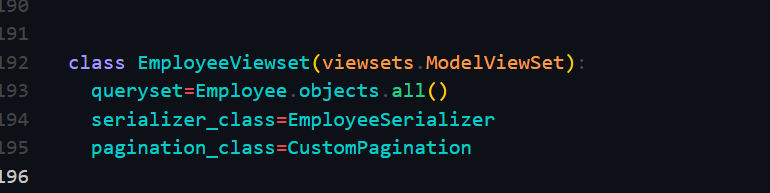 190
191
192 class EmployeeViewset(viewsets.ModelViewSet):
193 queryset=Employee.objects.all()
194 serializer_class=EmployeeSerializer
195 pagination_class=CustomPagination
196